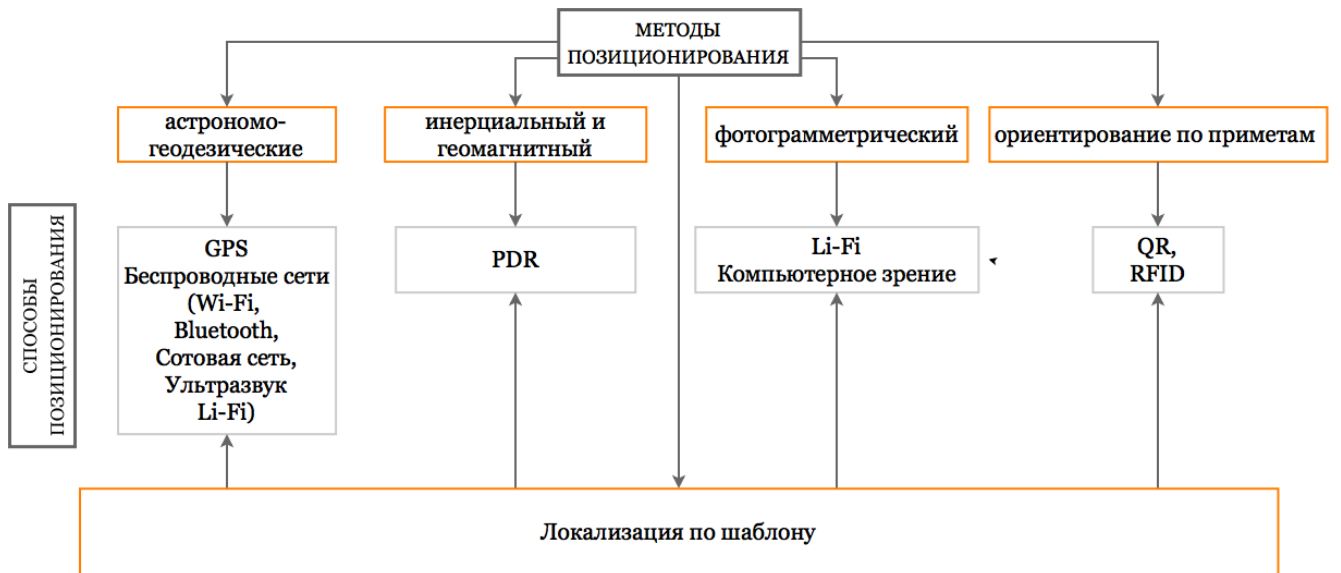 МЕТОДЫ
ПОЗИЦИОНИРОВАНИЯ
астрономо-
геодезические
инерциальный и
геомагнитный
фотограмметрический
ориентирование по приметам
СПОСОБЫ
ПОЗИЦИОНИРОВАНИЯ
GPS
Беспроводные сети
(Wi-Fi,
Bluetooth,
Сотовая сеть,
Ультразвук
Li-Fi)
PDR
Li-Fi
Компьютерное зрение
QR,
RFID
Локализация по шаблону